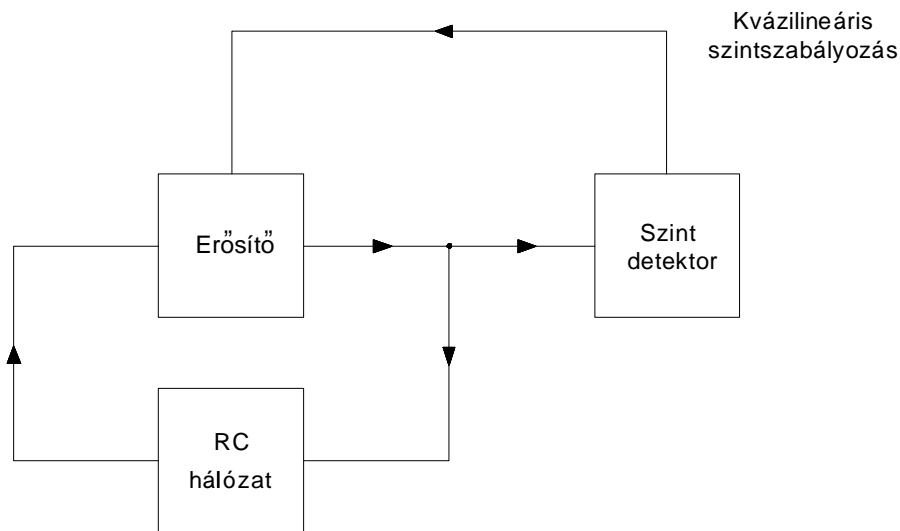 Kvázilineáris
szintszabályozás
Erősítő
Szint
detektor
RC
hálózat